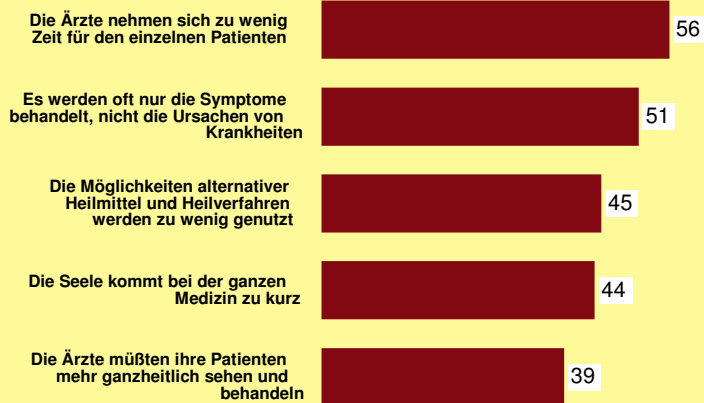 Die Ärzte nehmen sich zu wenig
Zeit für den einzelnen Patienten
56
Es werden oft nur die Symptome
behandelt, nicht die Ursachen von
Krankheiten
51
Die Möglichkeiten alternativer
Heilmittel und Heilverfahren
werden zu wenig genutzt
45
Die Seele kommt bei der ganzen
Medizin zu kurz
44
Die Ärzte müßten ihre Patienten
mehr ganzheitlich sehen und
behandeln
39